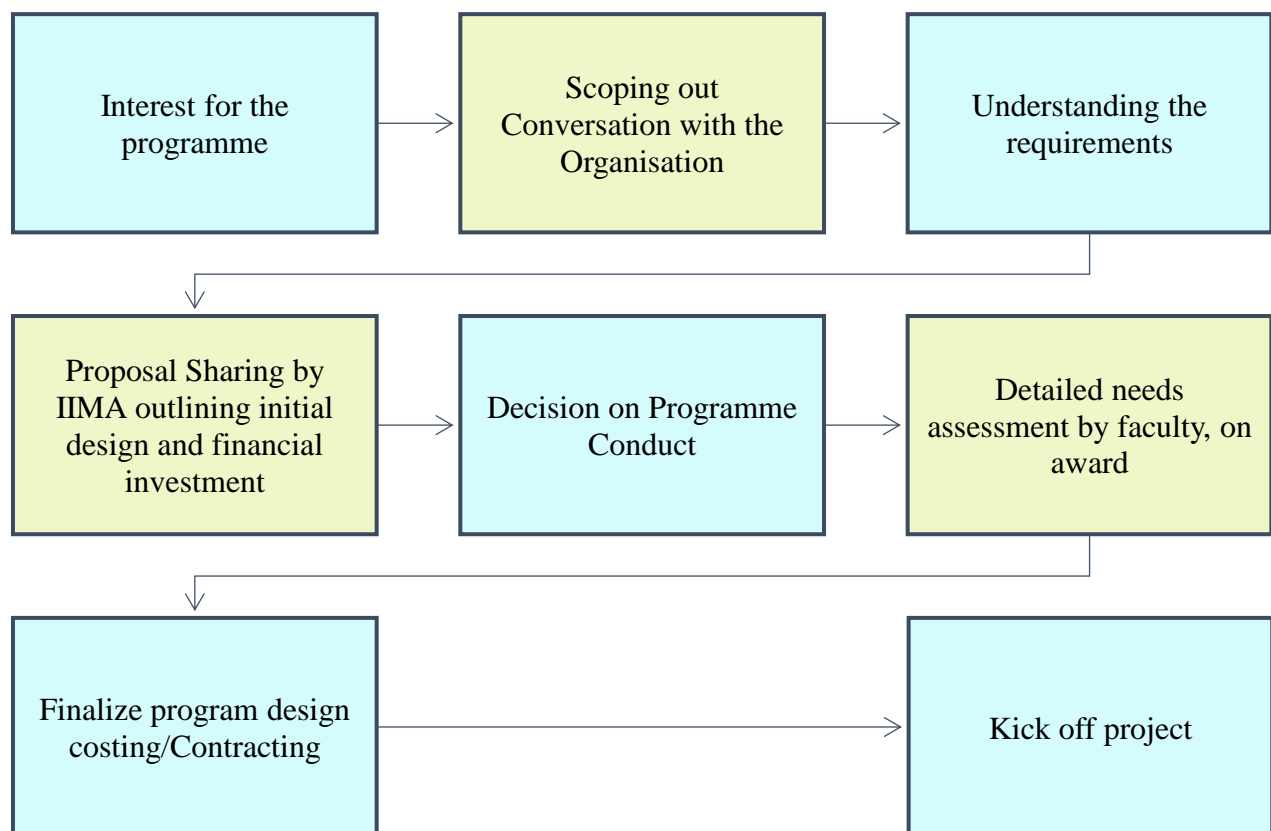 Interest for the
programme
Scoping out
Conversation with the
Organisation
Understanding the
requirements
Proposal Sharing by
IIMA outlining initial
design and financial
investment
Decision on Programme
Conduct
Detailed needs
assessment by faculty, on
award
Finalize program design
costing/Contracting
Kick off project